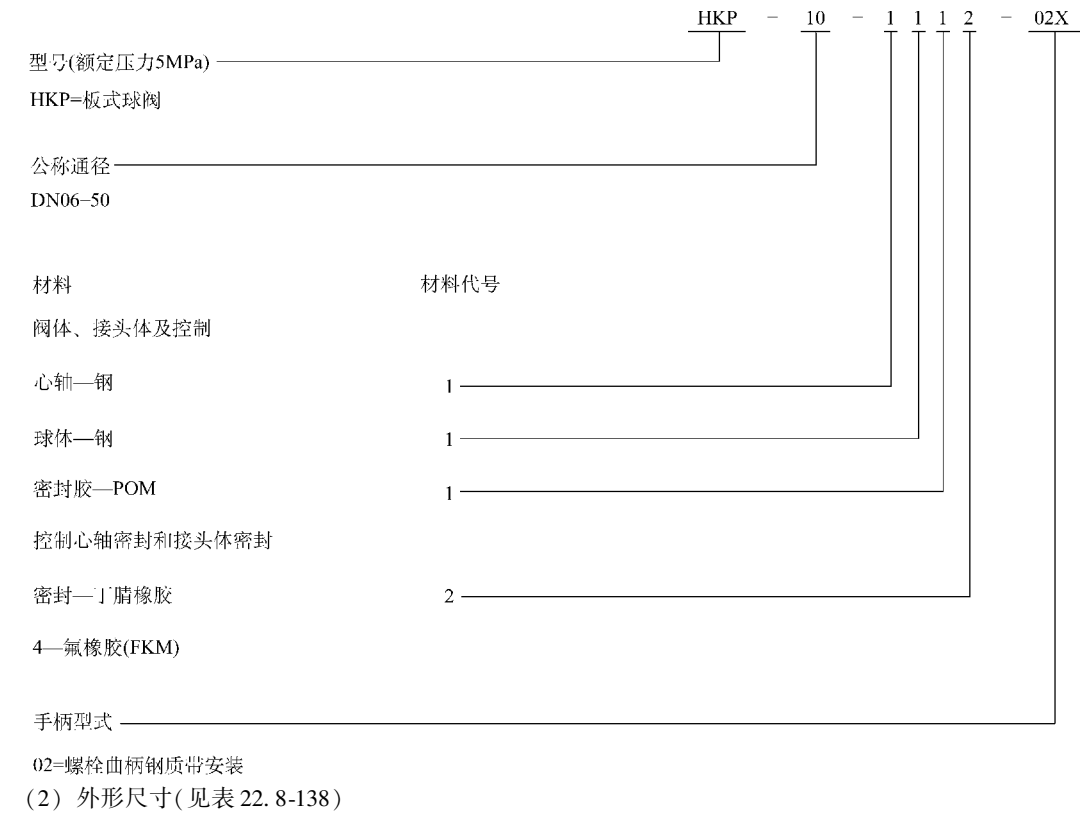 HKP - 10 - 1 1 1 2 - 02X
型号(额定压力5MPa)
HKP=板式球阀
公称通径
DN06-50
材料 材料代号
阀体、接头体及控制
心轴—钢 1
球体—钢 1
密封胶—POM 1
控制心轴密封和接头体密封
密封—丁腈橡胶 2
4—氟橡胶(FKM)
手柄型式
02=螺栓曲柄钢质带安装
(2) 外形尺寸(见表 22. 8-138)